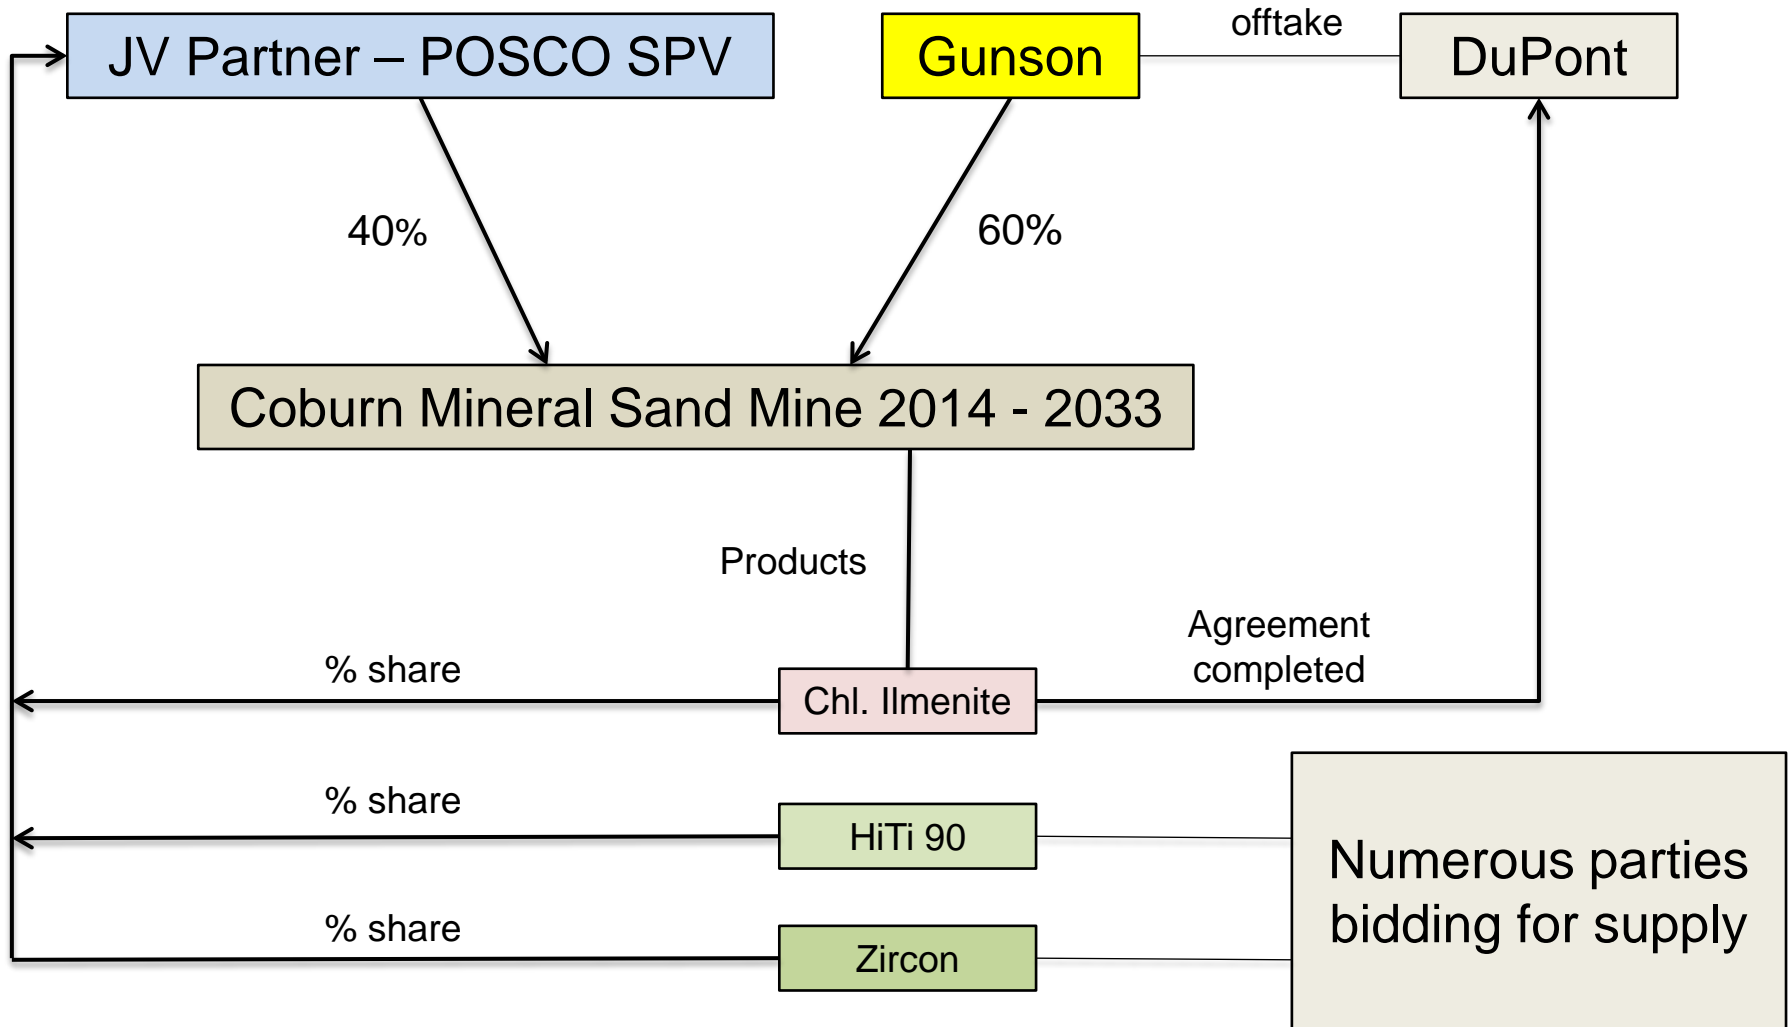 JV Partner – POSCO SPV
Gunson
offtake
DuPont
40%
60%
Coburn Mineral Sand Mine 2014 - 2033
Products
Agreement
completed
% share
Chl. Ilmenite
% share
HiTi 90
Numerous parties
bidding for supply
% share
Zircon